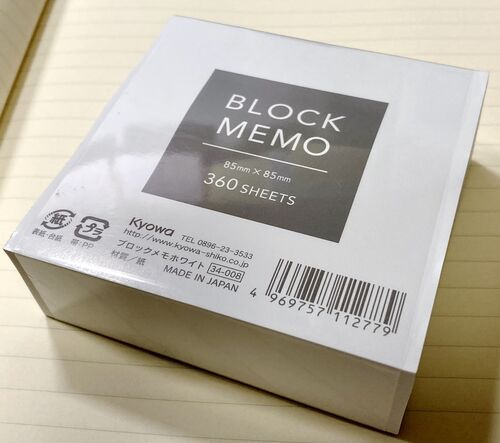 BLOCK
MEMO
85mm×85mm
360 SHEETS
紙
表紙・台紙
プラ
帯:PP
Kyowa
TEL 0896-23-3533
http://www.kyowa-shiko.co.jp
ブロックメモホワイト 34-008
材質/紙
MADE IN JAPAN
4 969757 112779